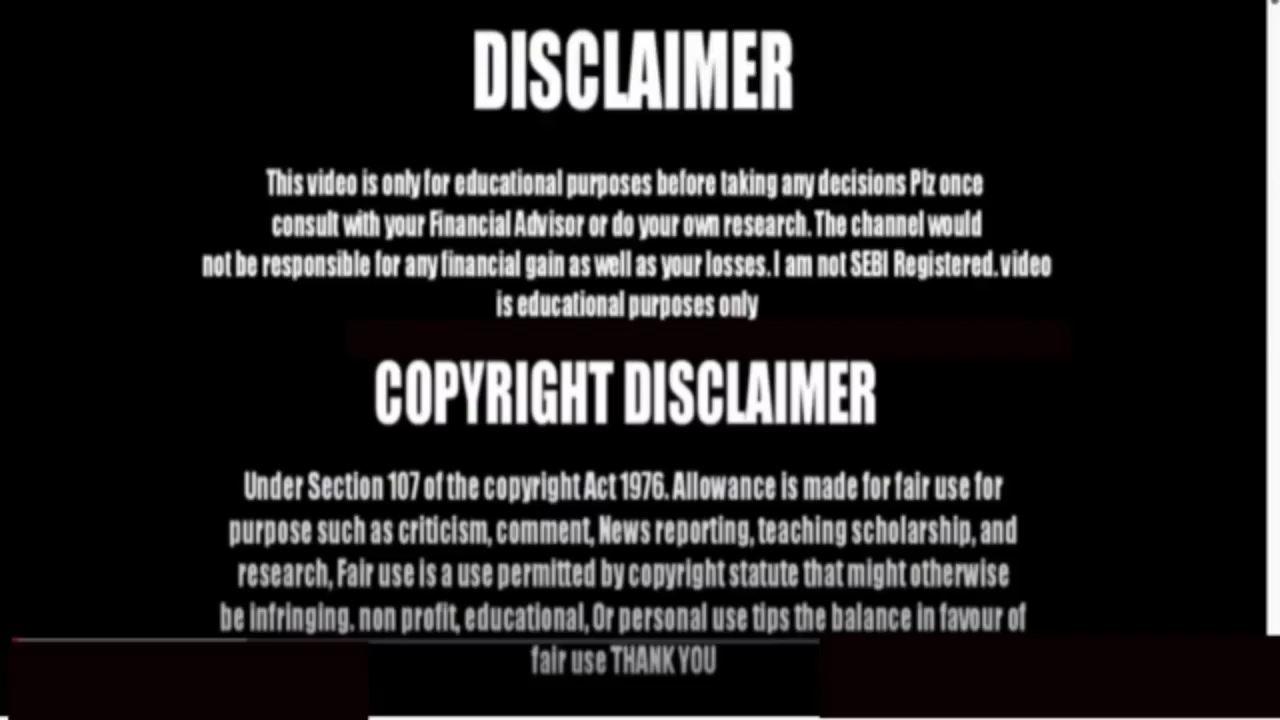 DISCLAIMER
This video is only for educational purposes before taking any decisions Plz once
consult with your Financial Advisor or do your own research. The channel would
not be responsible for any financial gain as well as your losses. I am not SEBI Registered.video
is educational purposes only
COPYRIGHT DISCLAIMER
Under Section 107 of the copyright Act 1976. Allowance is made for fair use for
purpose such as criticism, comment, News reporting, teaching scholarship, and
research, Fair use is a use permitted by copyright statute that might otherwise
be infringing. non profit, educational, Or personal use tips the balance in favour of
fair use THANK YOU